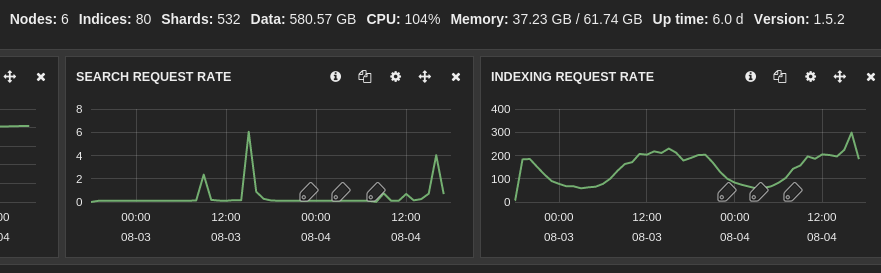 Nodes: 6 Indices: 80 Shards: 532 Data: 580.57 GB CPU: 104% Memory: 37.23 GB / 61.74 GB Up time: 6.0 d Version: 1.5.2
SEARCH REQUEST RATE
8
6
4
2
0
00:00 12:00 00:00 12:00
08-03 08-03 08-04 08-04
INDEXING REQUEST RATE
400
300
200
100
0
00:00 12:00 00:00 12:00
08-03 08-03 08-04 08-04